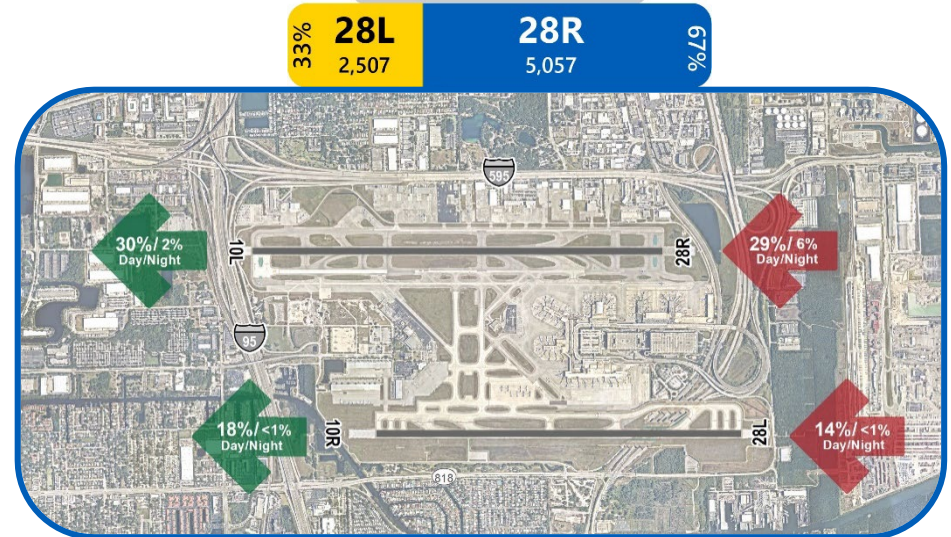 33%
28L
2,507
28R
5,057
67%
595
30%/ 2%
Day/Night
10L
28R
29%/ 6%
Day/Night
95
18%/ <1%
Day/Night
10R
28L
14%/ <1%
Day/Night
818